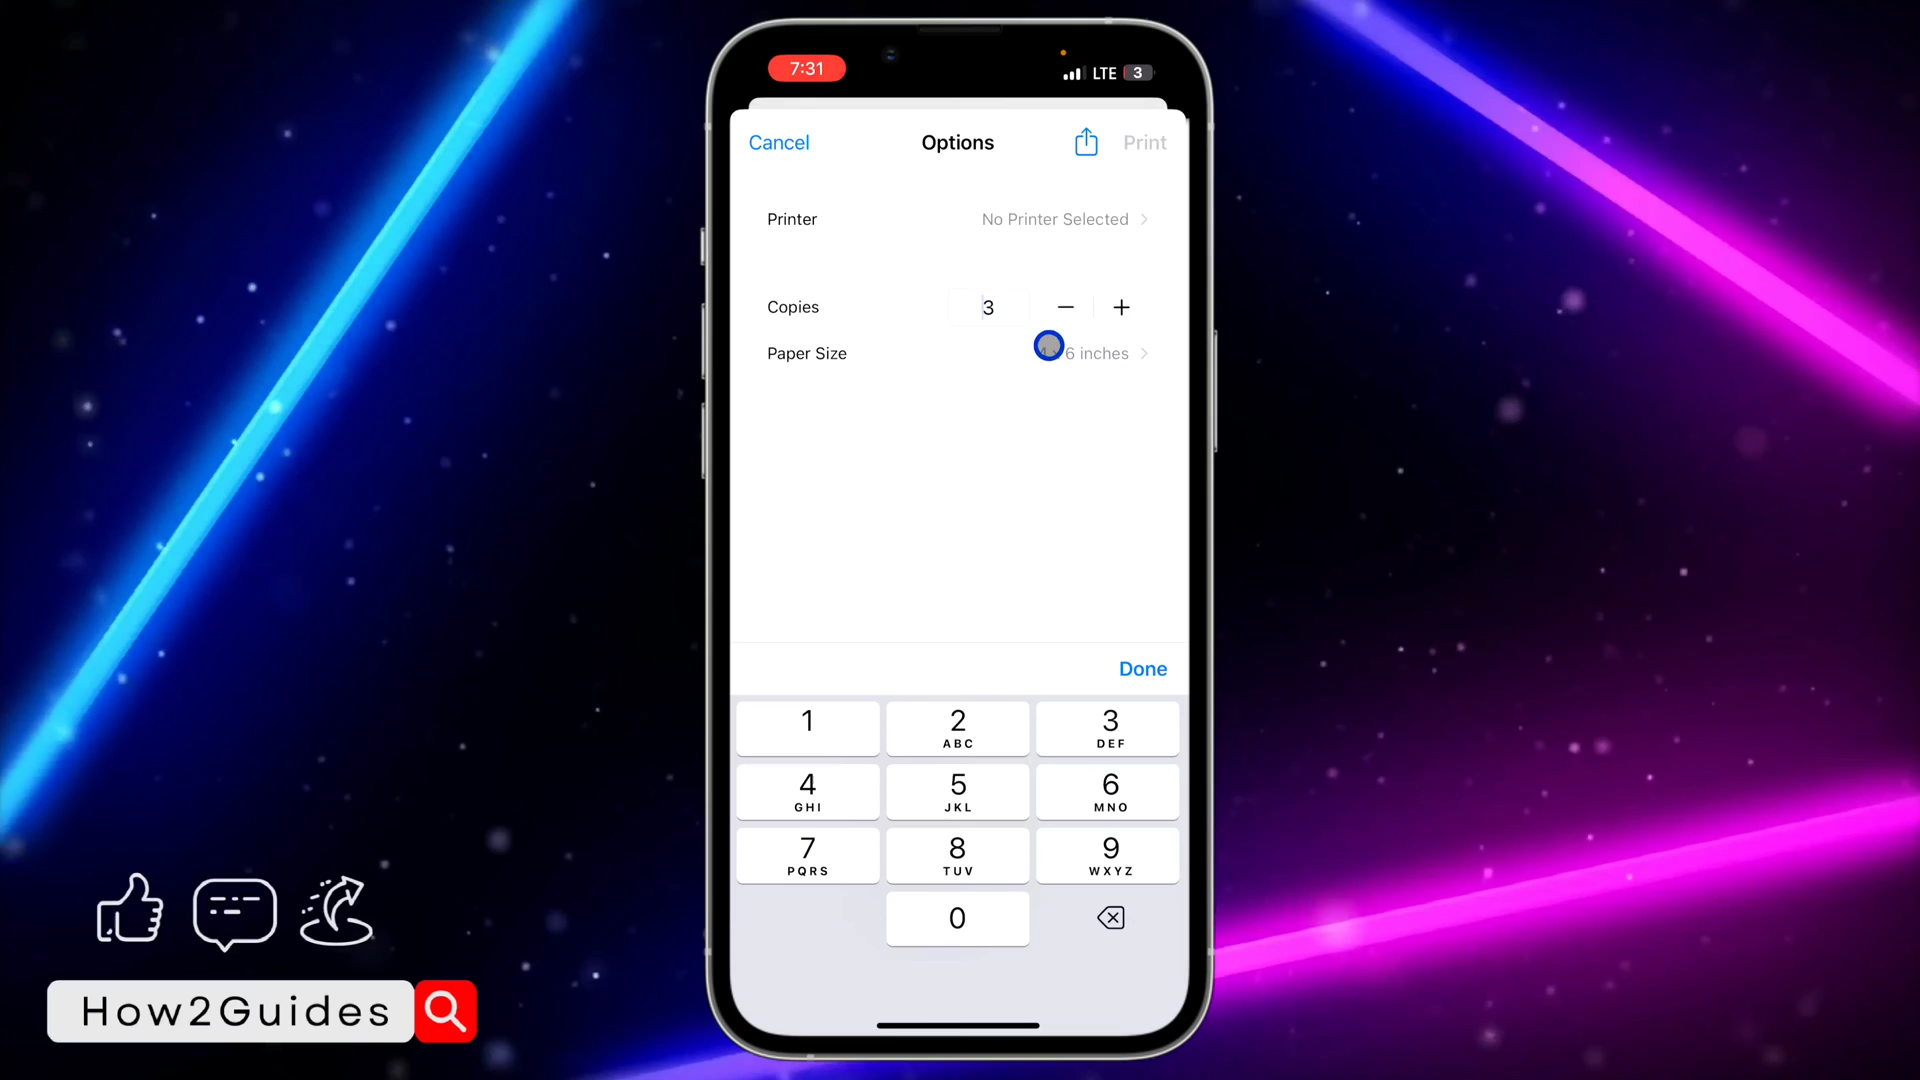 7:31
LTE 3
Cancel
Options
Print
Printer
No Printer Selected
Copies
3
Paper Size
6 inches
Done
1
2
ABC
3
DEF
4
GHI
5
JKL
6
MNO
7
PQRS
8
TUV
9
WXYZ
0
How2Guides